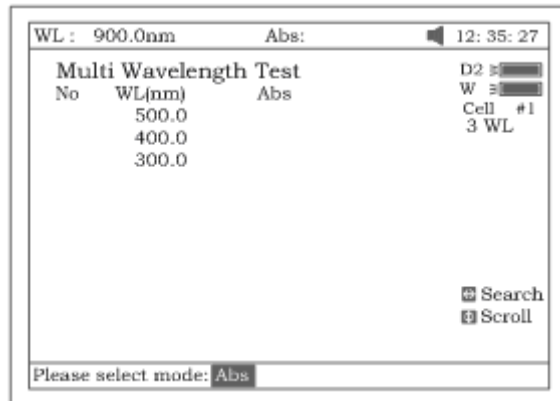 WL : 900.0nm Abs: 12: 35: 27
Multi Wavelength Test
D2
No WL(nm) Abs
W
500.0
Cell #1
400.0
3 WL
300.0
Search
Scroll
Please select mode: Abs